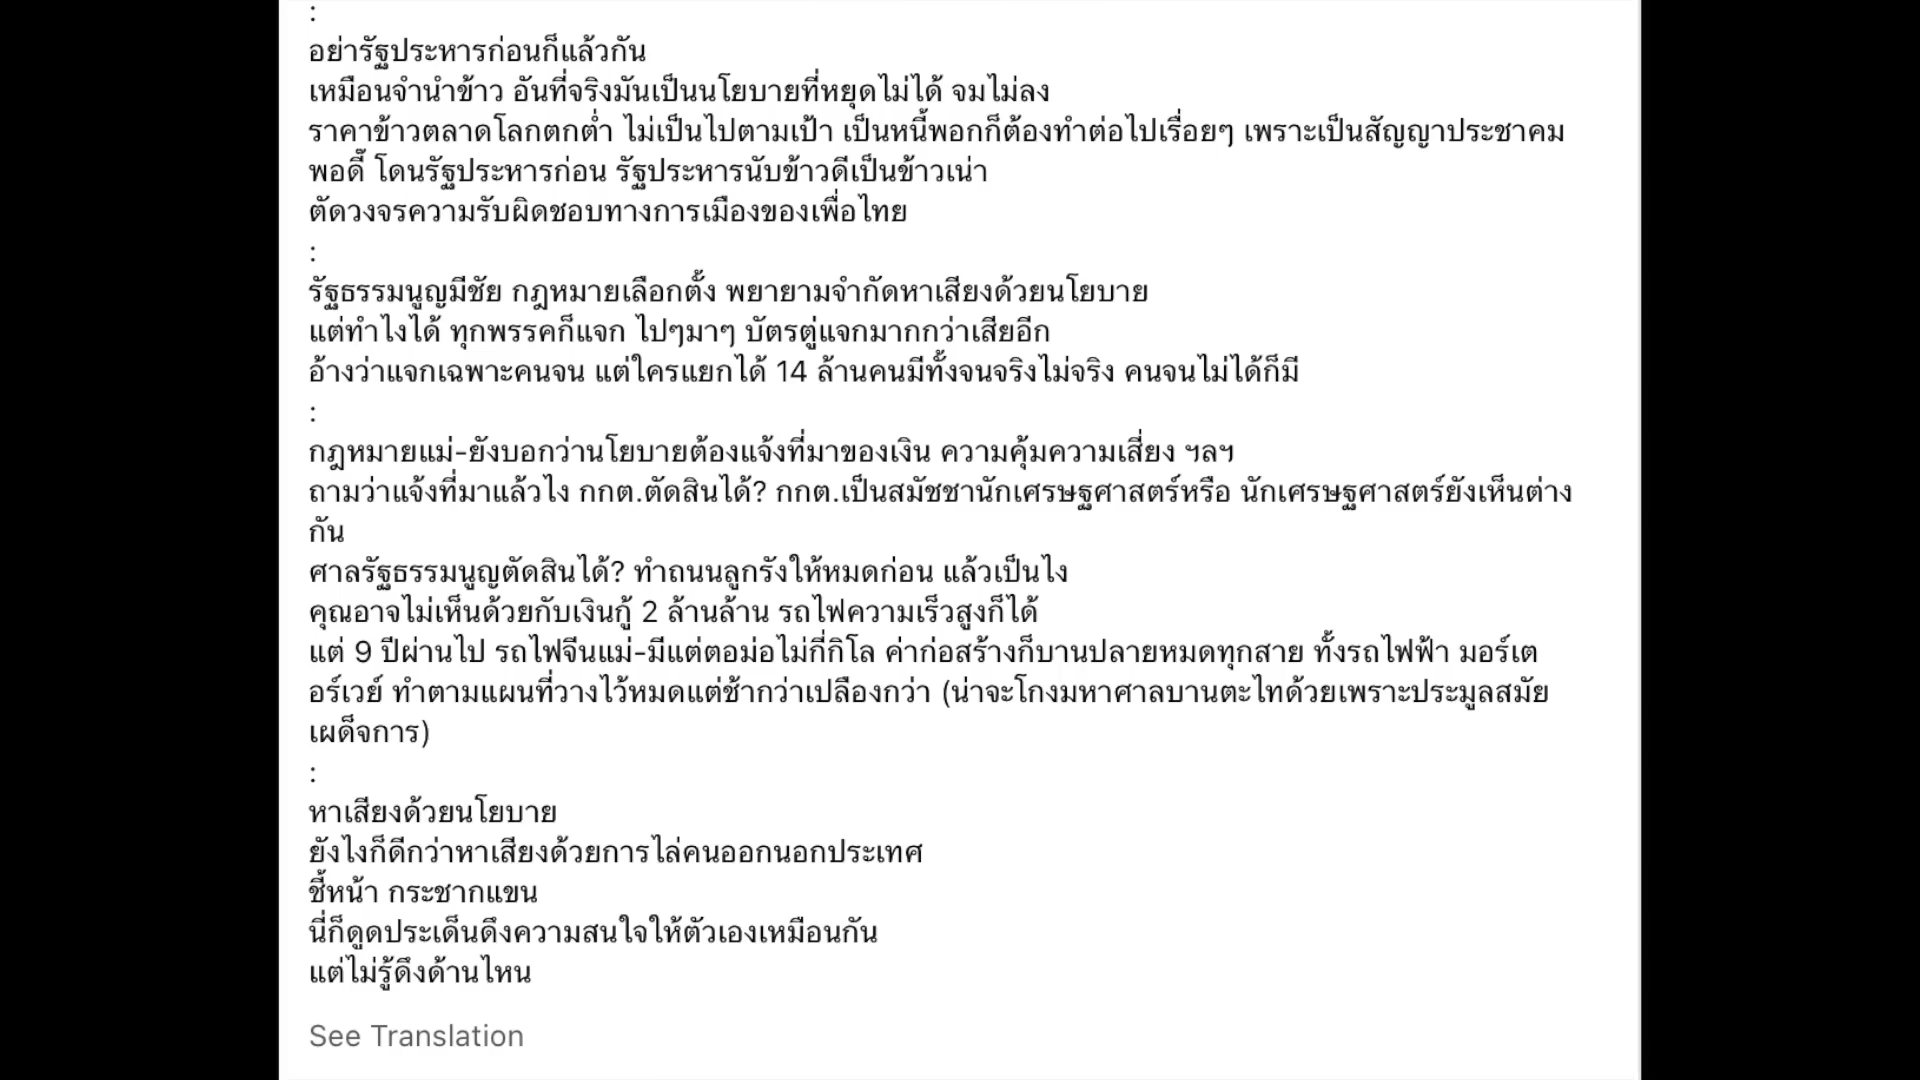 :
อย่ารัฐประหารก่อนก็แล้วกัน
เหมือนจำนำข้าว อันที่จริงมันเป็นนโยบายที่หยุดไม่ได้ จมไม่ลง
ราคาข้าวตลาดโลกตกต่ำ ไม่เป็นไปตามเป้า เป็นหนี้พอกก็ต้องทำต่อไปเรื่อยๆ เพราะเป็นสัญญาประชาคม
พอดี๊ โดนรัฐประหารก่อน รัฐประหารนับข้าวดีเป็นข้าวเน่า
ตัดวงจรความรับผิดชอบทางการเมืองของเพื่อไทย
:
รัฐธรรมนูญมีชัย กฎหมายเลือกตั้ง พยายามจำกัดหาเสียงด้วยนโยบาย
แต่ทำไงได้ ทุกพรรคก็แจก ไปๆมาๆ บัตรตู่แจกมากกว่าเสียอีก
อ้างว่าแจกเฉพาะคนจน แต่ใครแยกได้ 14 ล้านคนมีทั้งจนจริงไม่จริง คนจนไม่ได้ก็มี
:
กฎหมายแม่-ยังบอกว่านโยบายต้องแจ้งที่มาของเงิน ความคุ้มความเสี่ยง ฯลฯ
ถามว่าแจ้งที่มาแล้วไง กกต.ตัดสินได้? กกต.เป็นสมัชชานักเศรษฐศาสตร์หรือ นักเศรษฐศาสตร์ยังเห็นต่าง
กัน
ศาลรัฐธรรมนูญตัดสินได้? ทำถนนลูกรังให้หมดก่อน แล้วเป็นไง
คุณอาจไม่เห็นด้วยกับเงินกู้ 2 ล้านล้าน รถไฟความเร็วสูงก็ได้
แต่ 9 ปีผ่านไป รถไฟจีนแม่-มีแต่ตอม่อไม่กี่กิโล ค่าก่อสร้างก็บานปลายหมดทุกสาย ทั้งรถไฟฟ้า มอร์เต
อร์เวย์ ทำตามแผนที่วางไว้หมดแต่ช้ากว่าเปลืองกว่า (น่าจะโกงมหาศาลบานตะไทด้วยเพราะประมูลสมัย
เผด็จการ)
:
หาเสียงด้วยนโยบาย
ยังไงก็ดีกว่าหาเสียงด้วยการไล่คนออกนอกประเทศ
ชี้หน้า กระชากแขน
นี่ก็ดูดประเด็นดึงความสนใจให้ตัวเองเหมือนกัน
แต่ไม่รู้ดึงด้านไหน
See Translation